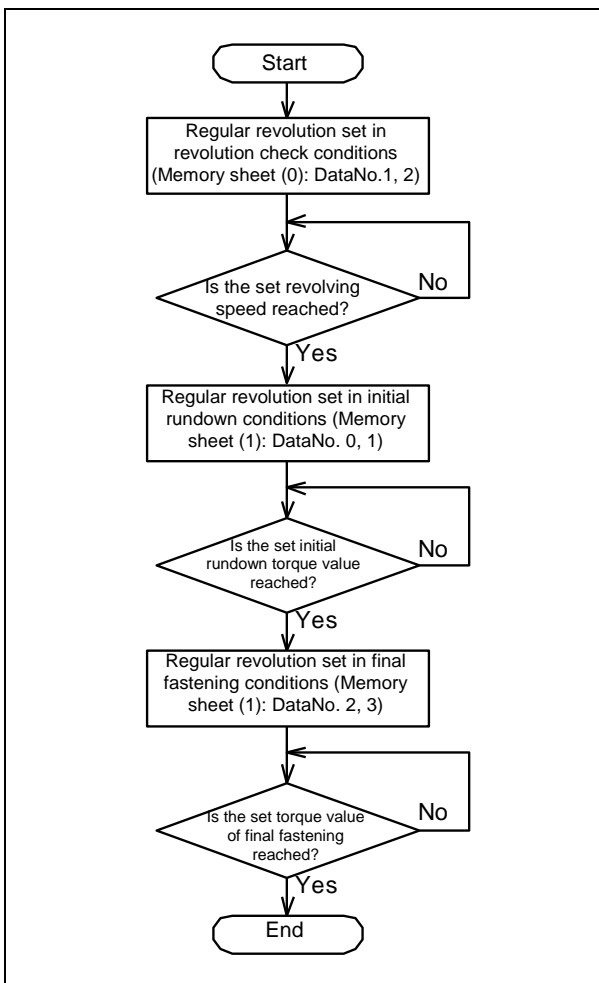 Start
Regular revolution set in
revolution check conditions
(Memory sheet (0): DataNo.1, 2)
Is the set revolving
speed reached?
No
Yes
Regular revolution set in initial
rundown conditions (Memory
sheet (1): DataNo. 0, 1)
Is the set initial
rundown torque value
reached?
No
Yes
Regular revolution set in final
fastening conditions (Memory
sheet (1): DataNo. 2, 3)
Is the set torque value
of final fastening
reached?
No
Yes
End